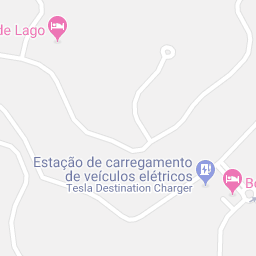 de Lago
Estação de carregamento
de veículos elétricos
Tesla Destination Charger